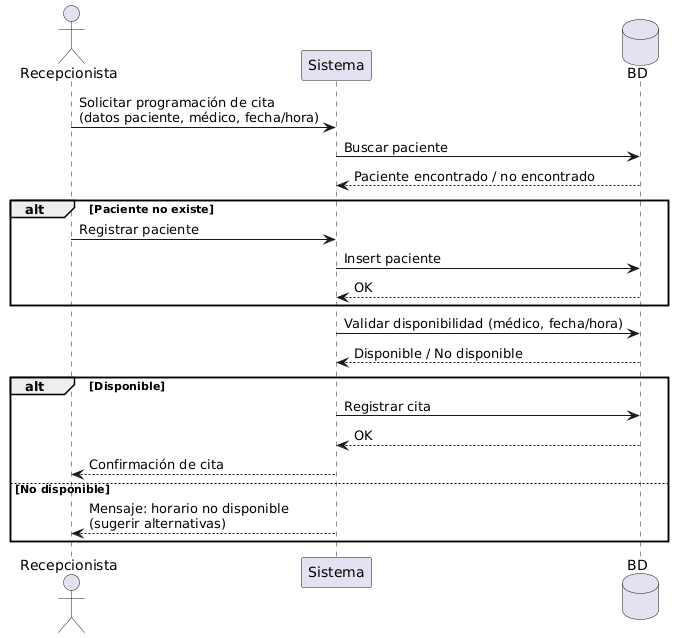 Recepcionista
Sistema
BD
Solicitar programación de cita
(datos paciente, médico, fecha/hora)
Buscar paciente
Paciente encontrado / no encontrado
alt
[Paciente no existe]
Registrar paciente
Insert paciente
OK
Validar disponibilidad (médico, fecha/hora)
Disponible / No disponible
alt
[Disponible]
Registrar cita
OK
Confirmación de cita
[No disponible]
Mensaje: horario no disponible
(sugerir alternativas)
Recepcionista
Sistema
BD